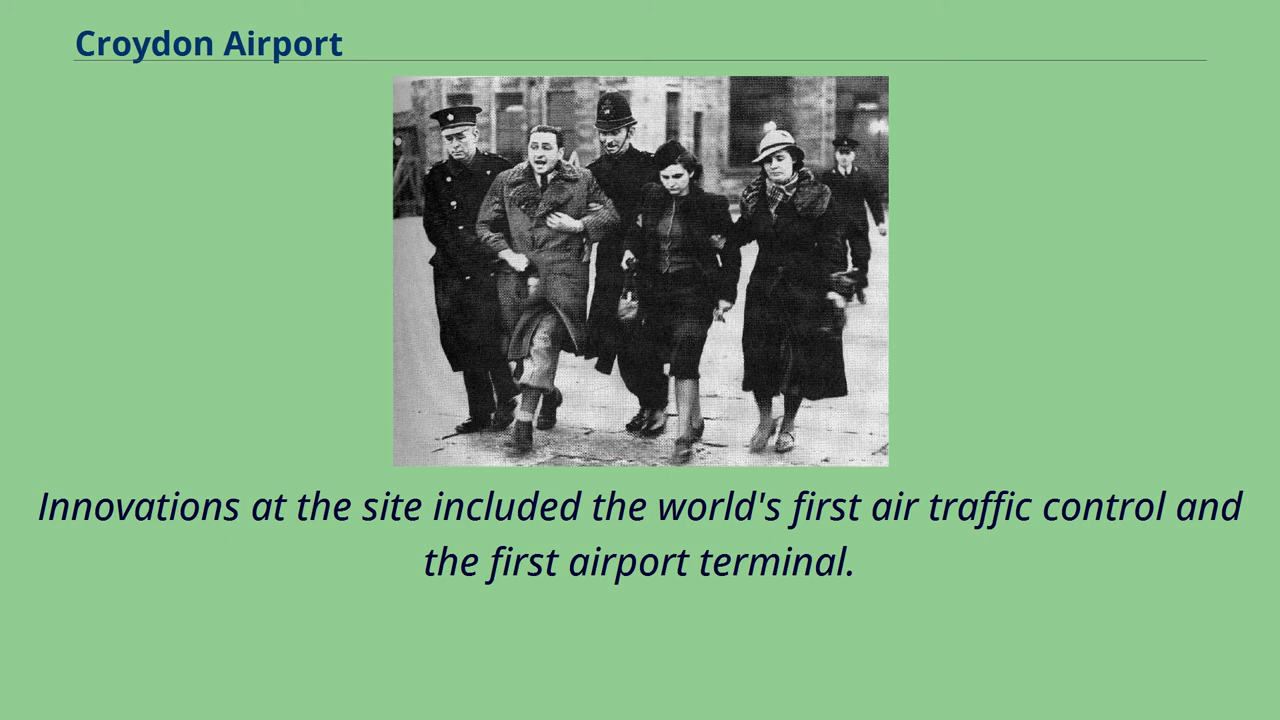 Croydon Airport
Innovations at the site included the world's first air traffic control and
the first airport terminal.